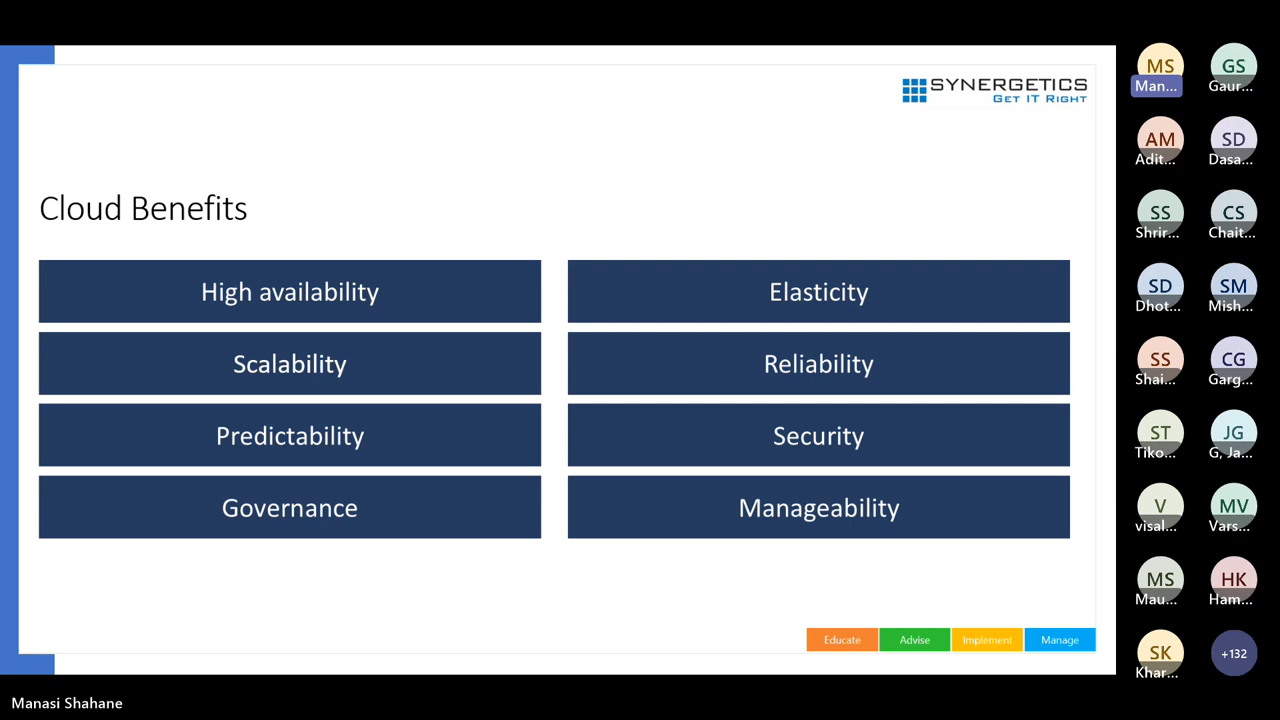 SYNERGETICS
GET IT RIGHT
Cloud Benefits
High availability
Elasticity
Scalability
Reliability
Predictability
Security
Governance
Manageability
Educate
Advise
Implement
Manage
MS
Man...
GS
Gaur...
AM
Adit...
SD
Dasa...
SS
Shrir...
CS
Chait...
SD
Dhot...
SM
Mish...
SS
Shai...
CG
Garg...
ST
Tiko...
JG
G, Ja...
V
visal...
MV
Vars...
MS
Mau...
HK
Ham...
SK
Khar...
+132
Manasi Shahane